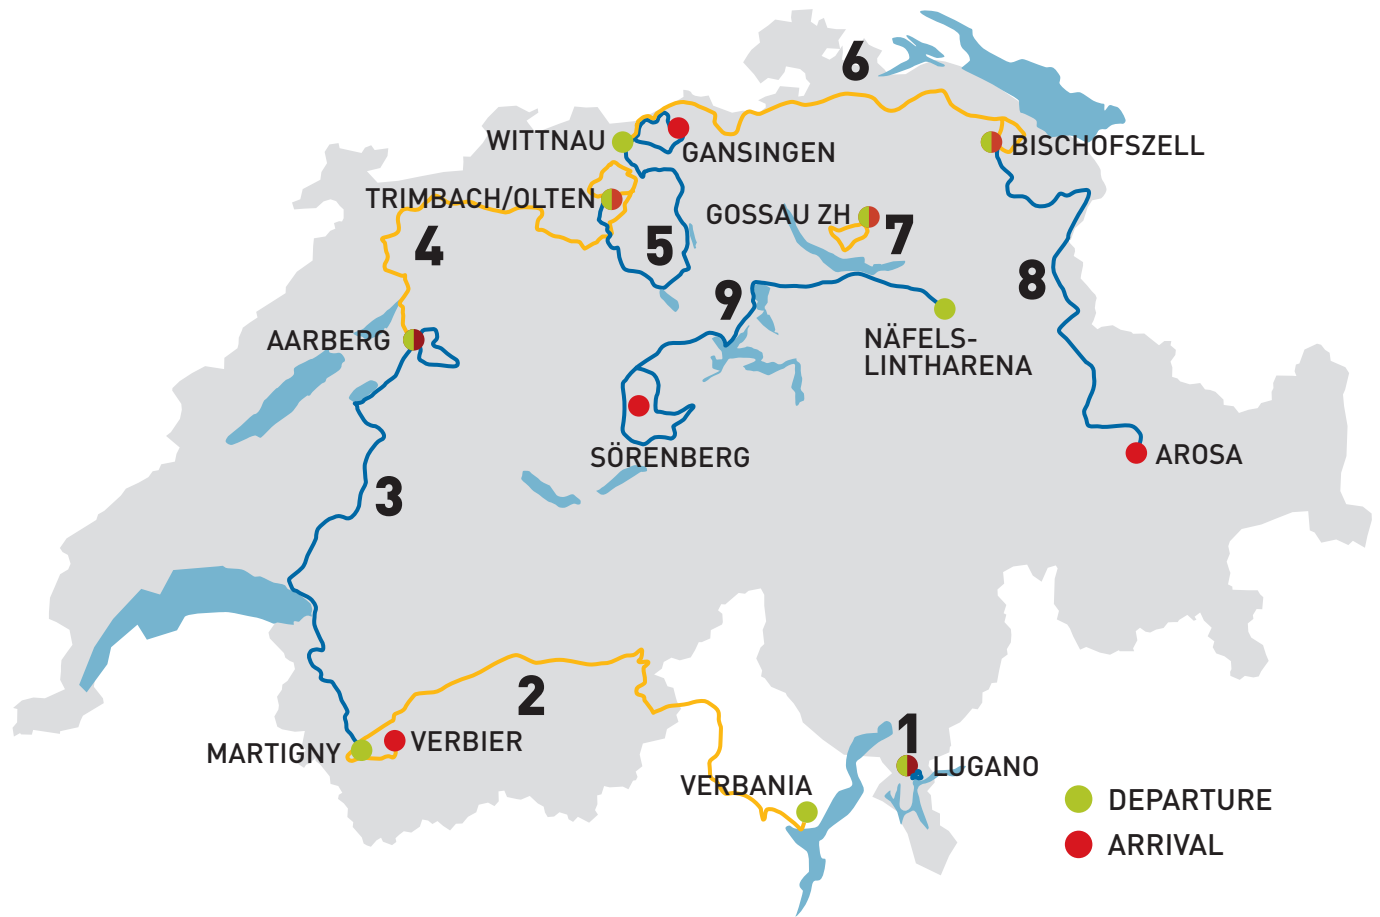 6
WITTNAU
GANSINGEN
BISCHOFSZELL
TRIMBACH/OLTEN
GOSSAU ZH
7
4
5
8
9
AARBERG
NÄFELS-
LINTHARENA
SÖRENBERG
AROSA
3
2
1
MARTIGNY
VERBIER
LUGANO
VERBANIA
DEPARTURE
ARRIVAL